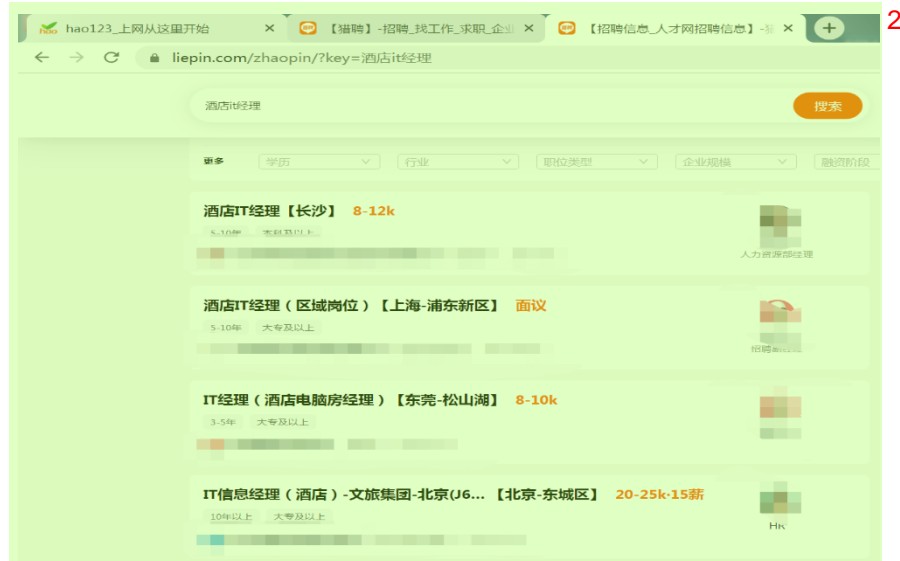 hao123_上网从这里开始 × 【猎聘】-招聘_找工作_求职_企业 × 【招聘信息_人才网招聘信息】- × + 2
liepin.com/zhaopin/?key=酒店it经理
酒店it经理 搜索
更多 学历 行业 职位类型 企业规模 融资阶段
酒店IT经理【长沙】 8-12k
5-10年 本科及以上
人力资源部经理
酒店IT经理（区域岗位）【上海-浦东新区】 面议
5-10年 大专及以上
招聘
IT经理（酒店电脑房经理）【东莞-松山湖】 8-10k
3-5年 大专及以上
IT信息经理（酒店）-文旅集团-北京(J6... 【北京-东城区】 20-25k·15薪
10年以上 大专及以上
HR